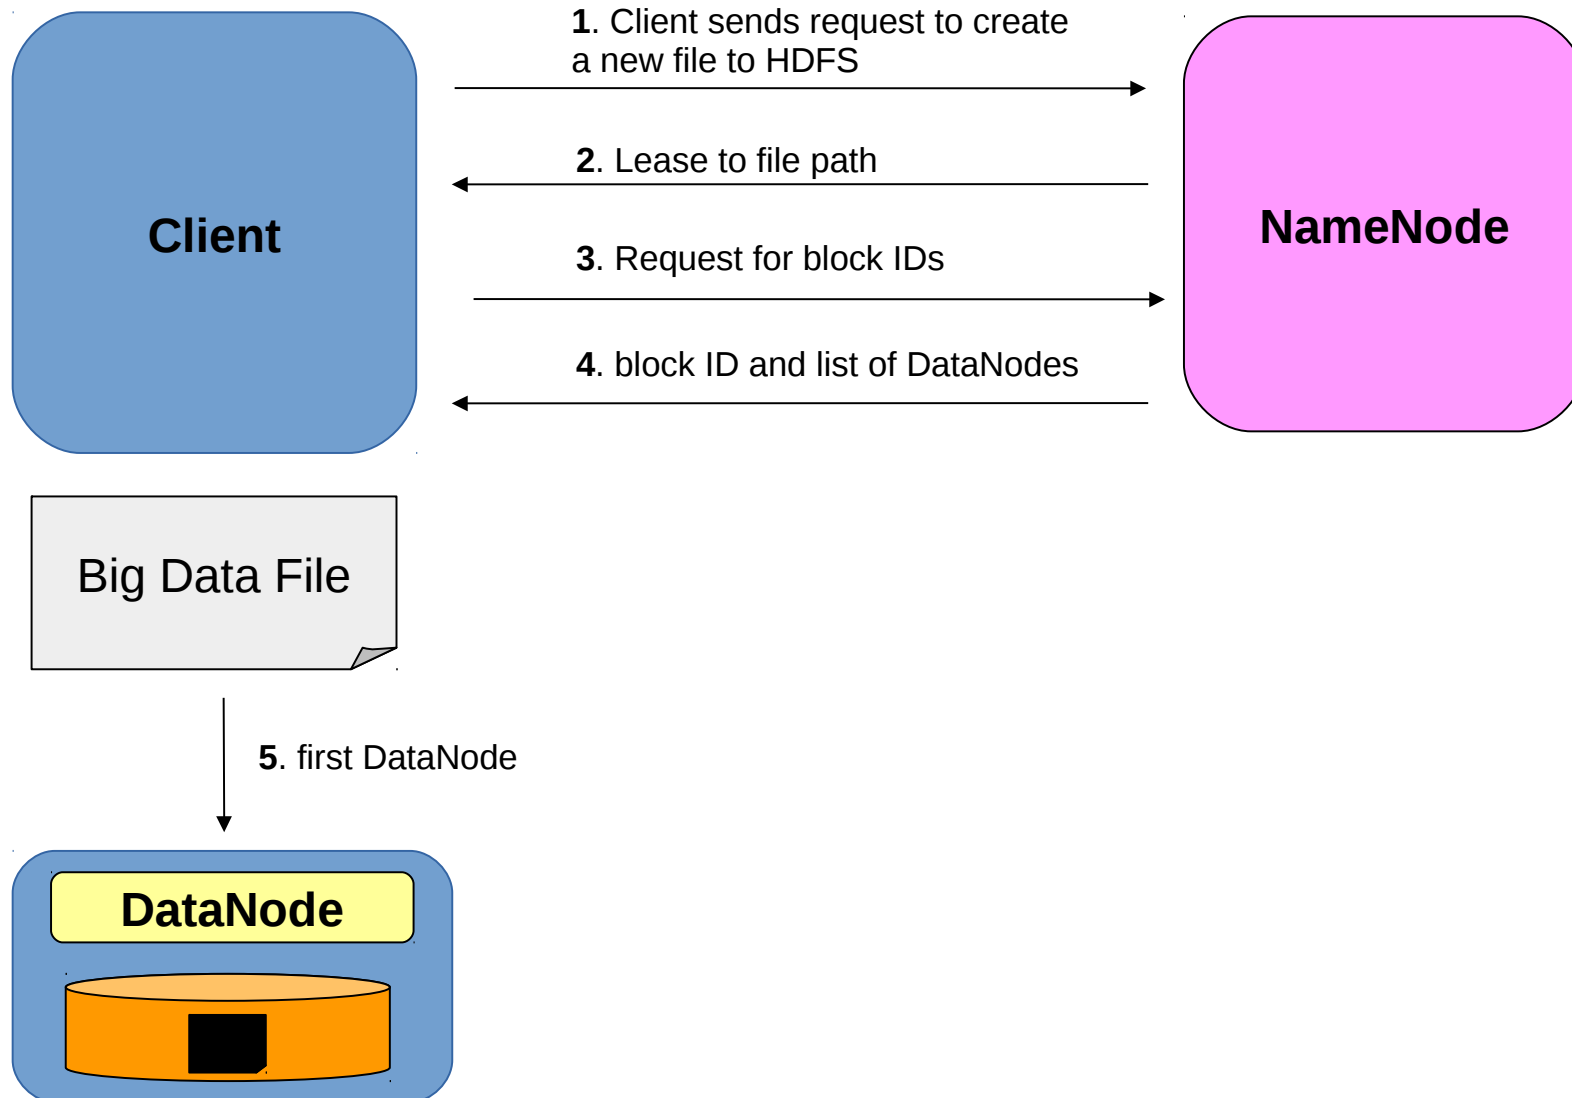 1. Client sends request to create
a new file to HDFS
2. Lease to file path
Client
NameNode
3. Request for block IDs
4. block ID and list of DataNodes
Big Data File
5. first DataNode
DataNode